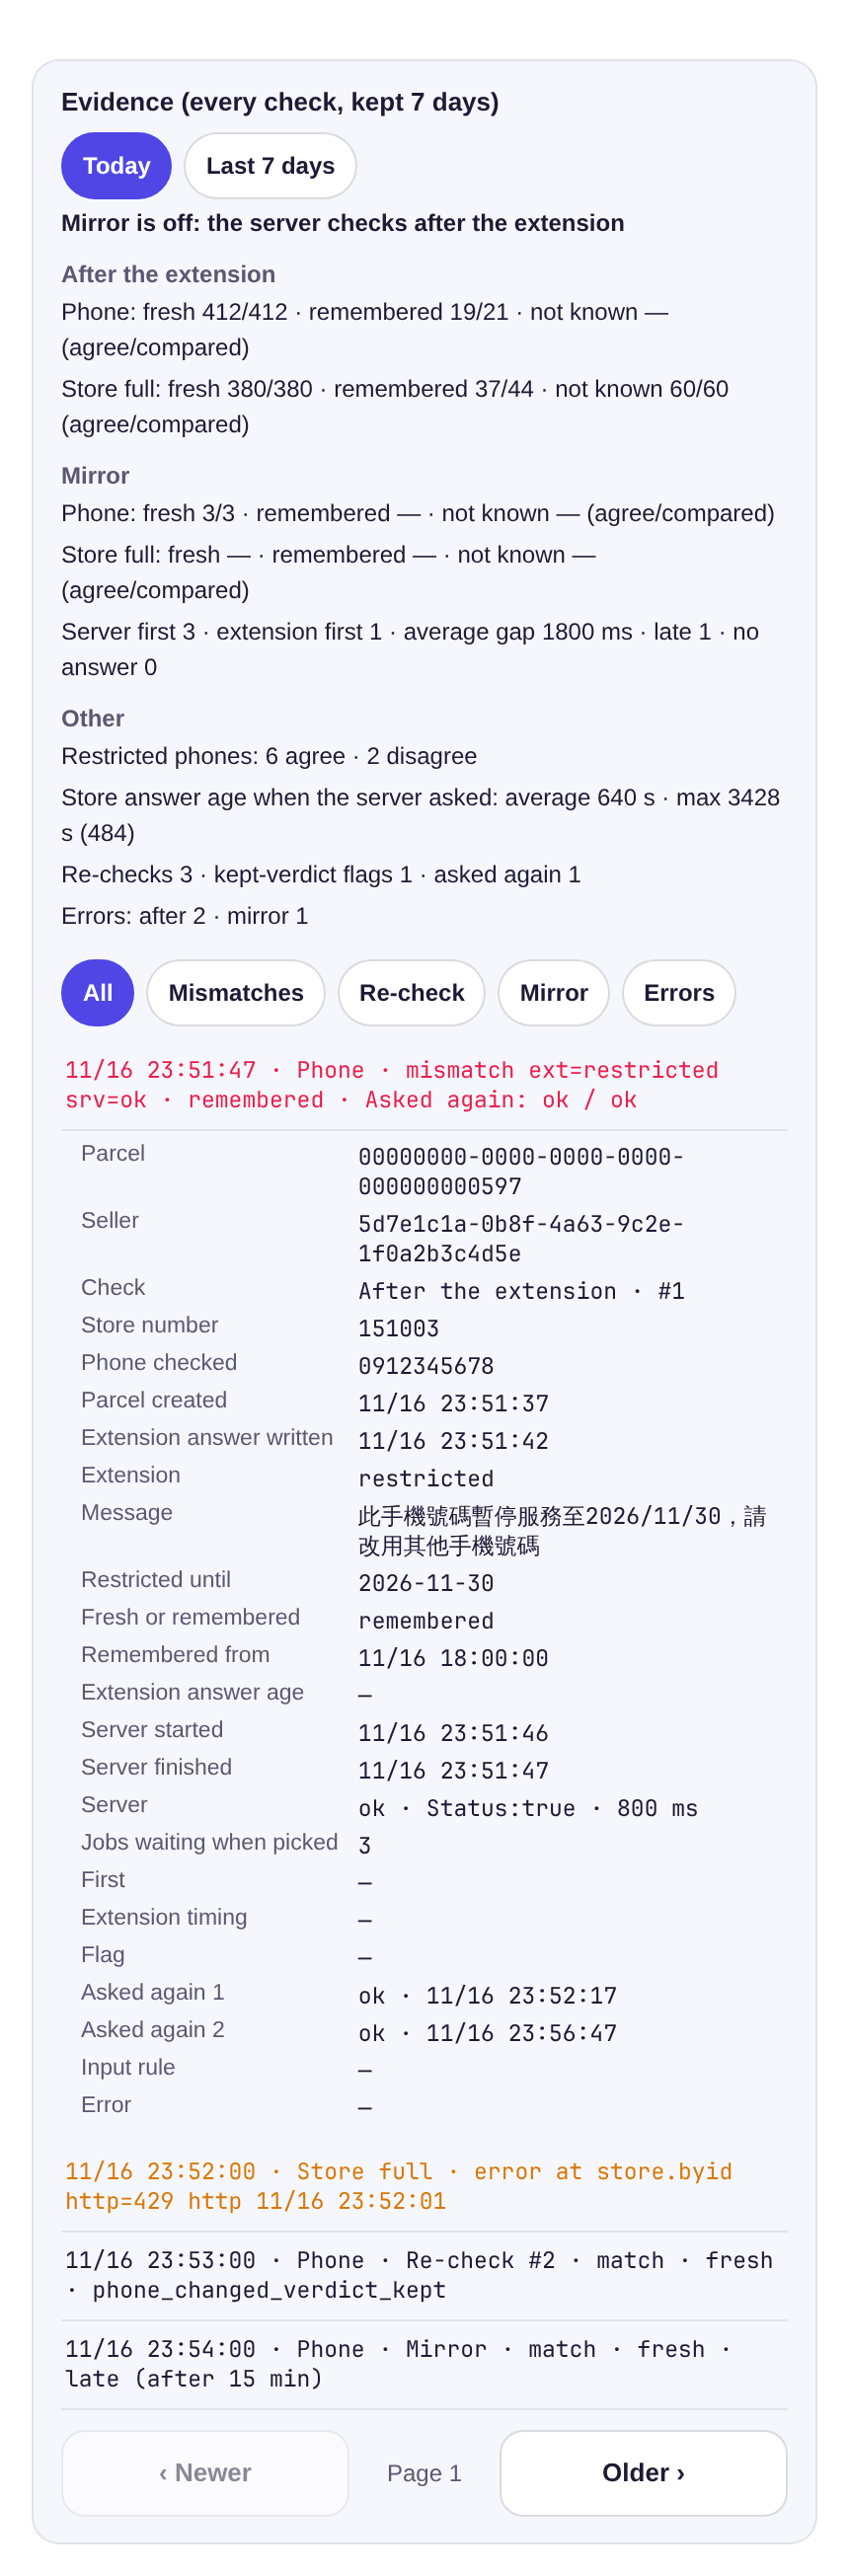 Evidence (every check, kept 7 days)
Today
Last 7 days
Mirror is off: the server checks after the extension
After the extension
Phone: fresh 412/412 · remembered 19/21 · not known —
(agree/compared)
Store full: fresh 380/380 · remembered 37/44 · not known 60/60
(agree/compared)
Mirror
Phone: fresh 3/3 · remembered — · not known — (agree/compared)
Store full: fresh — · remembered — · not known —
(agree/compared)
Server first 3 · extension first 1 · average gap 1800 ms · late 1 · no
answer 0
Other
Restricted phones: 6 agree · 2 disagree
Store answer age when the server asked: average 640 s · max 3428
s (484)
Re-checks 3 · kept-verdict flags 1 · asked again 1
Errors: after 2 · mirror 1
All
Mismatches
Re-check
Mirror
Errors
11/16 23:51:47 · Phone · mismatch ext=restricted
srv=ok · remembered · Asked again: ok / ok
Parcel 00000000-0000-0000-0000-
000000000597
Seller 5d7e1c1a-0b8f-4a63-9c2e-
1f0a2b3c4d5e
Check After the extension · #1
Store number 151003
Phone checked 0912345678
Parcel created 11/16 23:51:37
Extension answer written 11/16 23:51:42
Extension restricted
Message 此手機號碼暫停服務至2026/11/30，請
改用其他手機號碼
Restricted until 2026-11-30
Fresh or remembered remembered
Remembered from 11/16 18:00:00
Extension answer age —
Server started 11/16 23:51:46
Server finished 11/16 23:51:47
Server ok · Status:true · 800 ms
Jobs waiting when picked 3
First —
Extension timing —
Flag —
Asked again 1 ok · 11/16 23:52:17
Asked again 2 ok · 11/16 23:56:47
Input rule —
Error —
11/16 23:52:00 · Store full · error at store.byid
http=429 http 11/16 23:52:01
11/16 23:53:00 · Phone · Re-check #2 · match · fresh
· phone_changed_verdict_kept
11/16 23:54:00 · Phone · Mirror · match · fresh ·
late (after 15 min)
‹ Newer
Page 1
Older ›